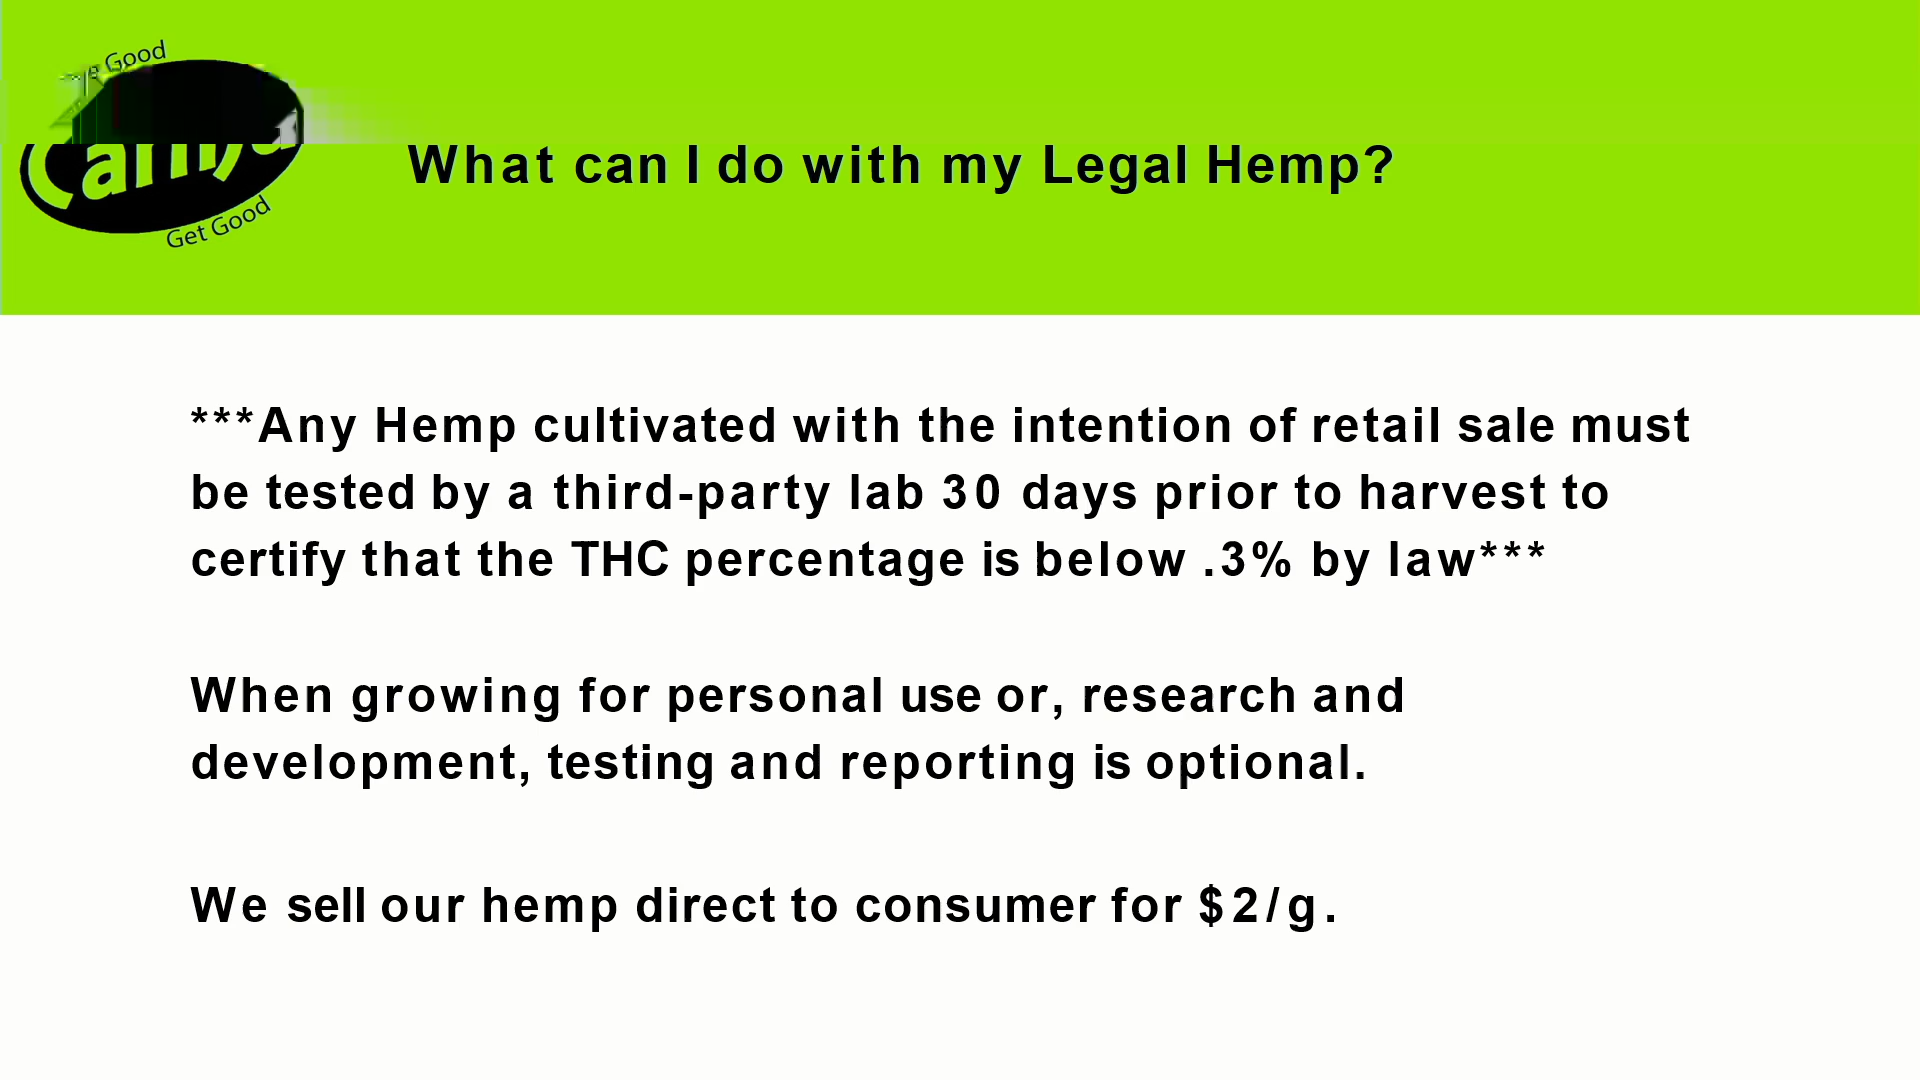 Good
Get Good
What can I do with my Legal Hemp?
***Any Hemp cultivated with the intention of retail sale must
be tested by a third-party lab 30 days prior to harvest to
certify that the THC percentage is below .3% by law***
When growing for personal use or, research and
development, testing and reporting is optional.
We sell our hemp direct to consumer for $2/g.